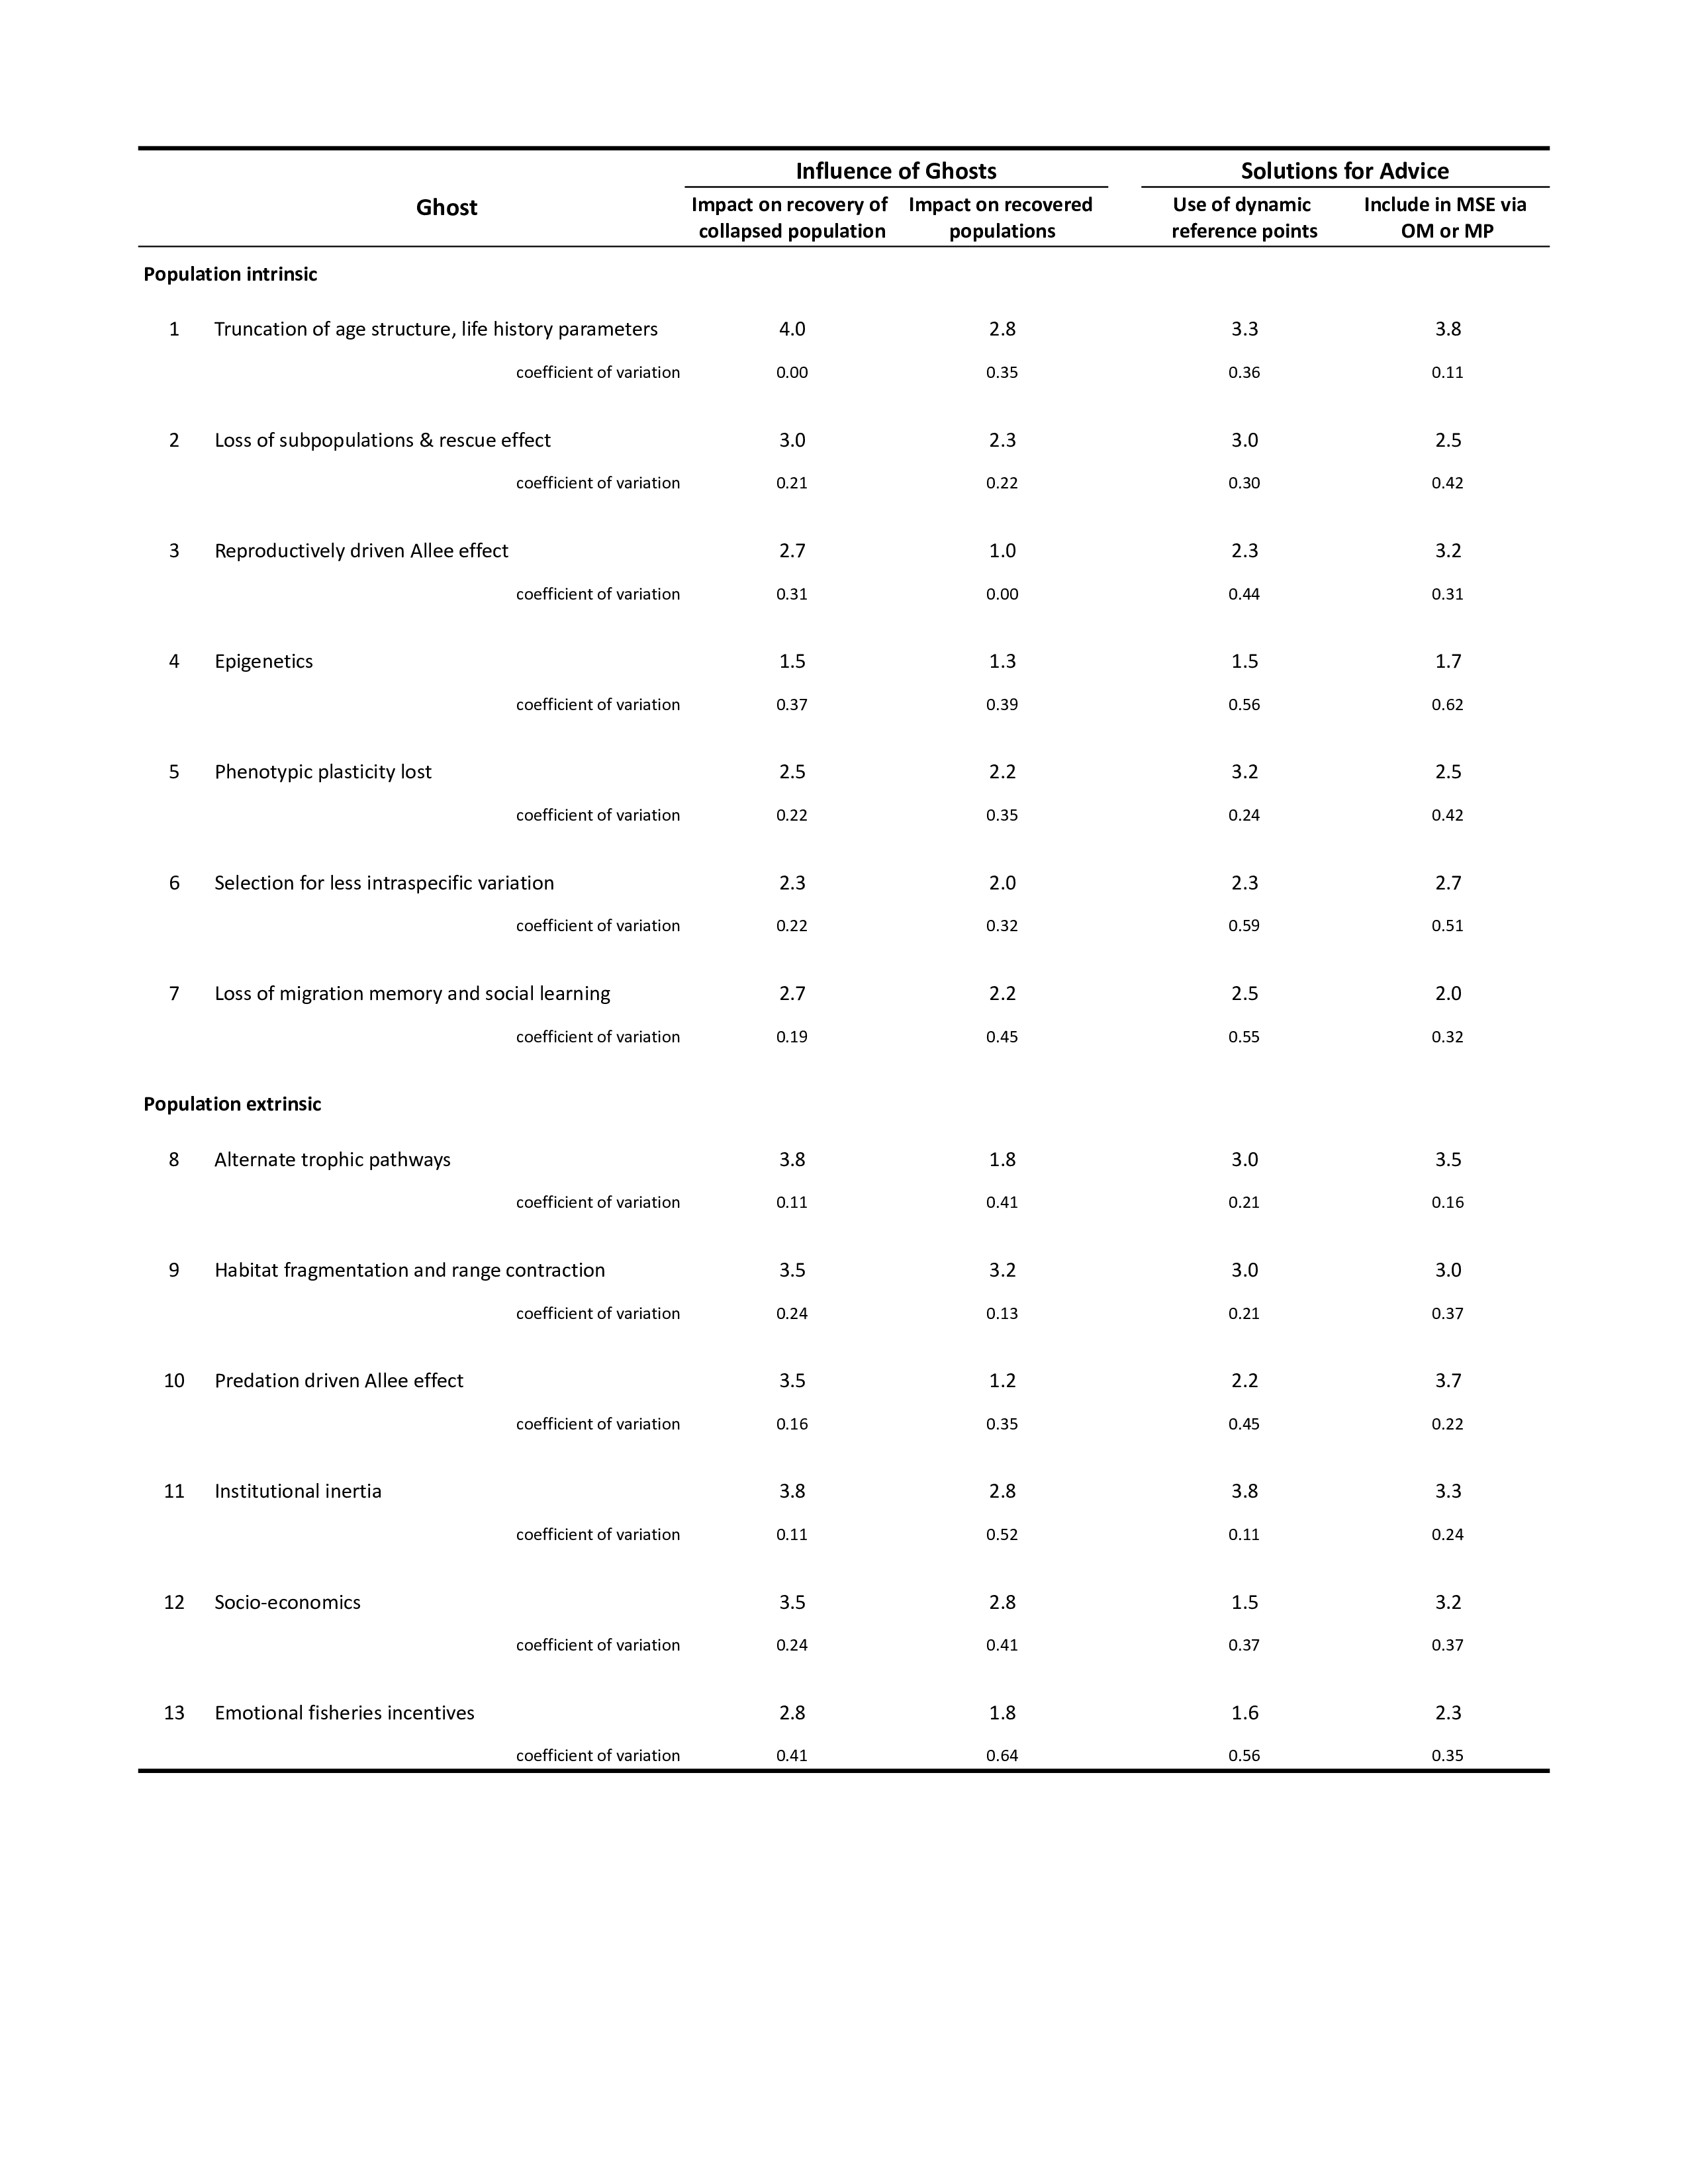 Influence of Ghosts Solutions for Advice
Ghost
Impact on recovery of Impact on recovered Use of dynamic Include in MSE via
collapsed population populations reference points OM or MP
Population intrinsic
1 Truncation of age structure, life history parameters 4.0 2.8 3.3 3.8
coefficient of variation 0.00 0.35 0.36 0.11
2 Loss of subpopulations & rescue effect 3.0 2.3 3.0 2.5
coefficient of variation 0.21 0.22 0.30 0.42
3 Reproductively driven Allee effect 2.7 1.0 2.3 3.2
coefficient of variation 0.31 0.00 0.44 0.31
4 Epigenetics 1.5 1.3 1.5 1.7
coefficient of variation 0.37 0.39 0.56 0.62
5 Phenotypic plasticity lost 2.5 2.2 3.2 2.5
coefficient of variation 0.22 0.35 0.24 0.42
6 Selection for less intraspecific variation 2.3 2.0 2.3 2.7
coefficient of variation 0.22 0.32 0.59 0.51
7 Loss of migration memory and social learning 2.7 2.2 2.5 2.0
coefficient of variation 0.19 0.45 0.55 0.32
Population extrinsic
8 Alternate trophic pathways 3.8 1.8 3.0 3.5
coefficient of variation 0.11 0.41 0.21 0.16
9 Habitat fragmentation and range contraction 3.5 3.2 3.0 3.0
coefficient of variation 0.24 0.13 0.21 0.37
10 Predation driven Allee effect 3.5 1.2 2.2 3.7
coefficient of variation 0.16 0.35 0.45 0.22
11 Institutional inertia 3.8 2.8 3.8 3.3
coefficient of variation 0.11 0.52 0.11 0.24
12 Socio-economics 3.5 2.8 1.5 3.2
coefficient of variation 0.24 0.41 0.37 0.37
13 Emotional fisheries incentives 2.8 1.8 1.6 2.3
coefficient of variation 0.41 0.64 0.56 0.35